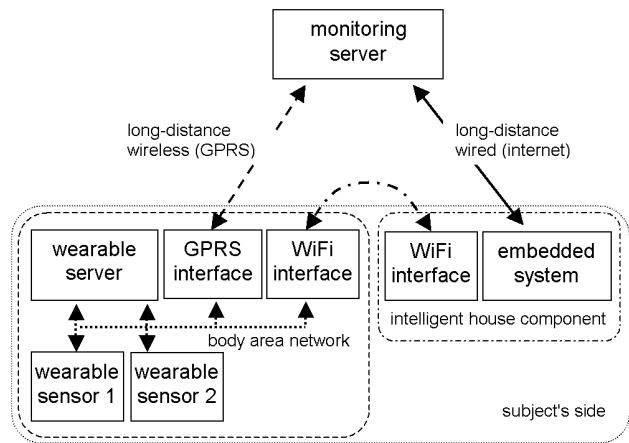 monitoring
server
long-distance
wireless (GPRS)
long-distance
wired (internet)
wearable
server
GPRS
interface
WiFi
interface
WiFi
interface
embedded
system
intelligent house component
body area network
wearable
sensor 1
wearable
sensor 2
subject's side